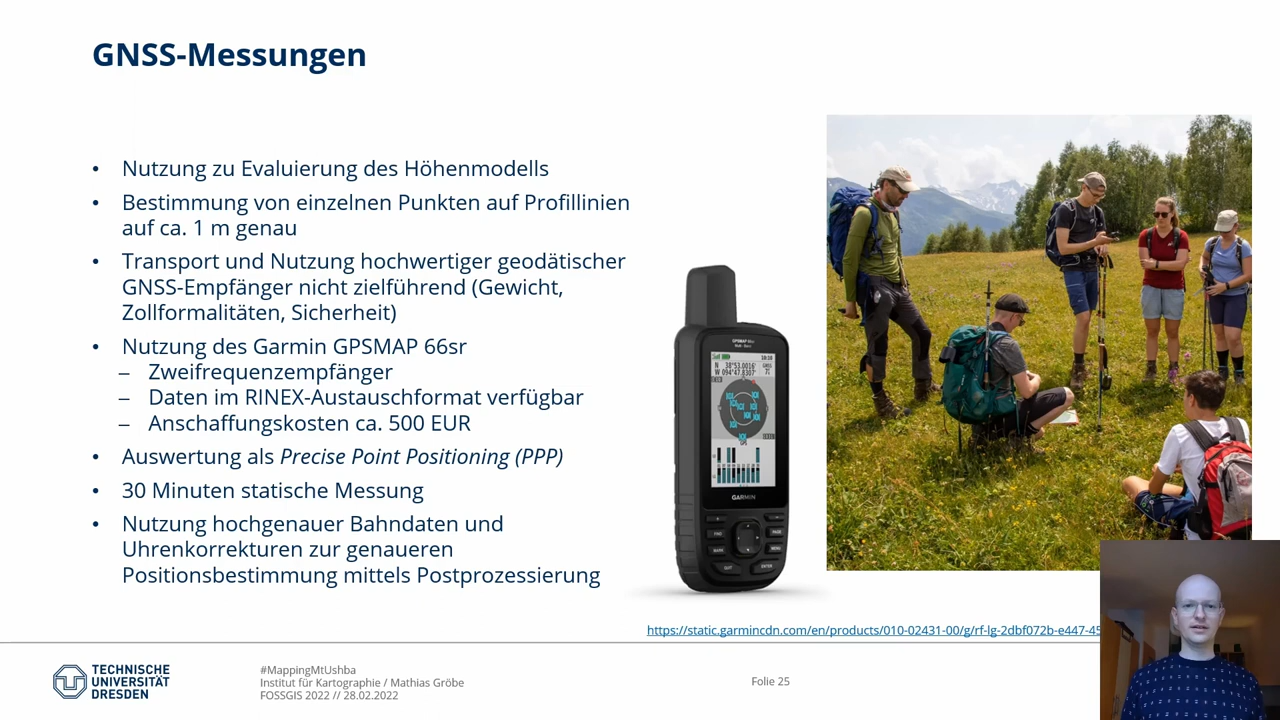 GNSS-Messungen
• Nutzung zu Evaluierung des Höhenmodells
• Bestimmung von einzelnen Punkten auf Profillinien
auf ca. 1 m genau
• Transport und Nutzung hochwertiger geodätischer
GNSS-Empfänger nicht zielführend (Gewicht,
Zollformalitäten, Sicherheit)
• Nutzung des Garmin GPSMAP 66sr
– Zweifrequenzempfänger
– Daten im RINEX-Austauschformat verfügbar
– Anschaffungskosten ca. 500 EUR
• Auswertung als Precise Point Positioning (PPP)
• 30 Minuten statische Messung
• Nutzung hochgenauer Bahndaten und
Uhrenkorrekturen zur genaueren
Positionsbestimmung mittels Postprozessierung
GARMIN
https://static.garmincdn.com/en/products/010-02431-00/g/rf-lg-2dbf072b-e447-45
TECHNISCHE
UNIVERSITÄT
DRESDEN
#MappingMtUshba
Institut für Kartographie / Mathias Gröbe
FOSSGIS 2022 // 28.02.2022
Folie 25